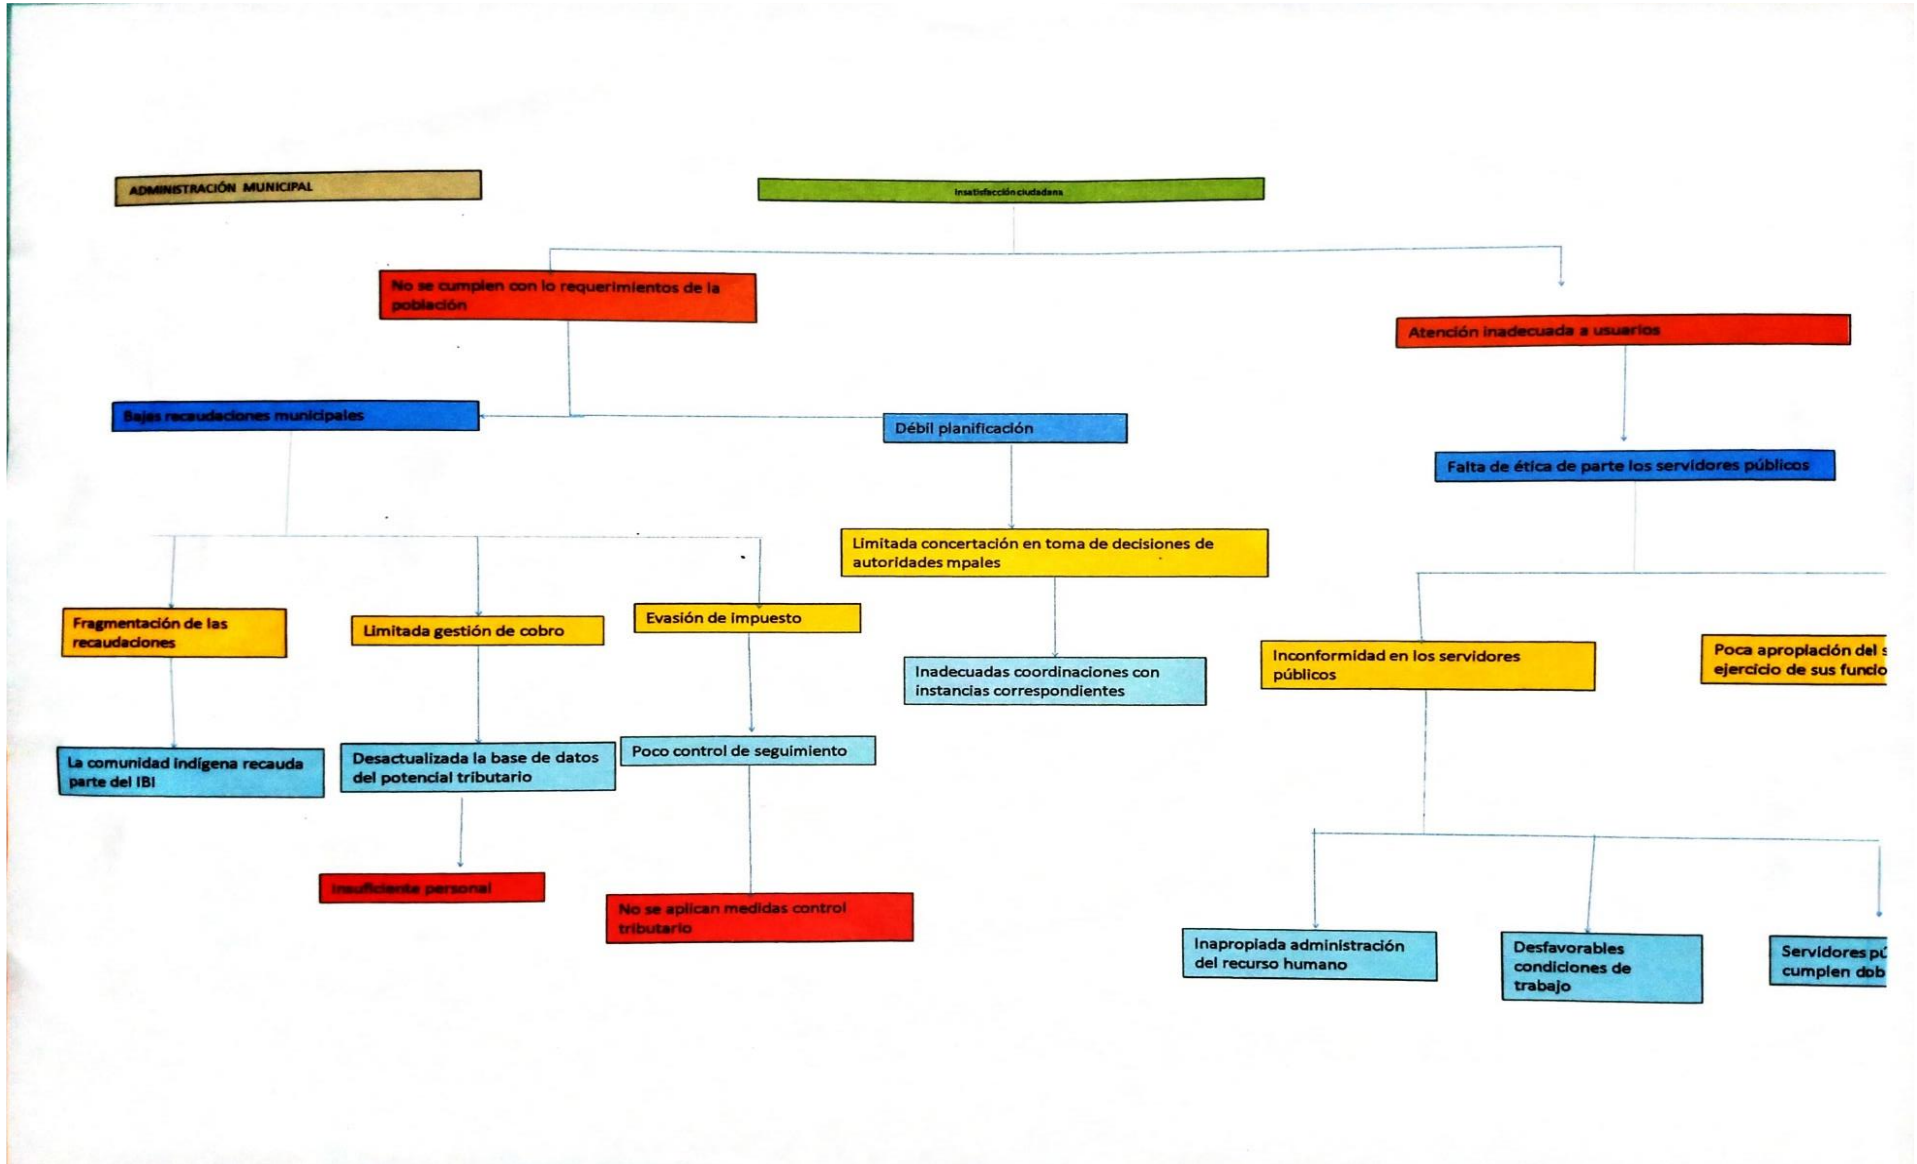 ADMINISTRACIÓN MUNICIPAL
Insatisfacción ciudadana
No se cumplen con lo requerimientos de la
población
Atención inadecuada a usuarios
Bajas recaudaciones municipales
Débil planificación
Falta de ética de parte los servidores públicos
Limitada concertación en toma de decisiones de
autoridades mpales
Fragmentación de las
recaudaciones
Limitada gestión de cobro
Evasión de impuesto
Inadecuadas coordinaciones con
instancias correspondientes
Inconformidad en los servidores
públicos
Poca apropiación del
ejercicio de sus
La comunidad indígena recauda
parte del IBI
Desactualizada la base de datos
del potencial tributario
Poco control de seguimiento
Insuficiente personal
No se aplican medidas control
tributario
Inapropiada administración
del recurso humano
Desfavorables
condiciones de
trabajo
Servidores
cumplen